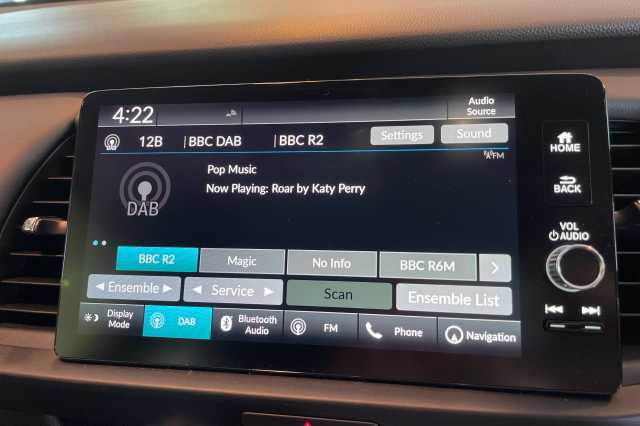 4:22
Audio
Source
DAB 12B |BBC DAB |BBC R2 Settings Sound
A FM
Pop Music
Now Playing: Roar by Katy Perry
DAB
BBC R2 Magic No Info BBC R6M
Ensemble Service Scan Ensemble List
Display Mode DAB Bluetooth Audio FM Phone Navigation
HOME
BACK
VOL
AUDIO